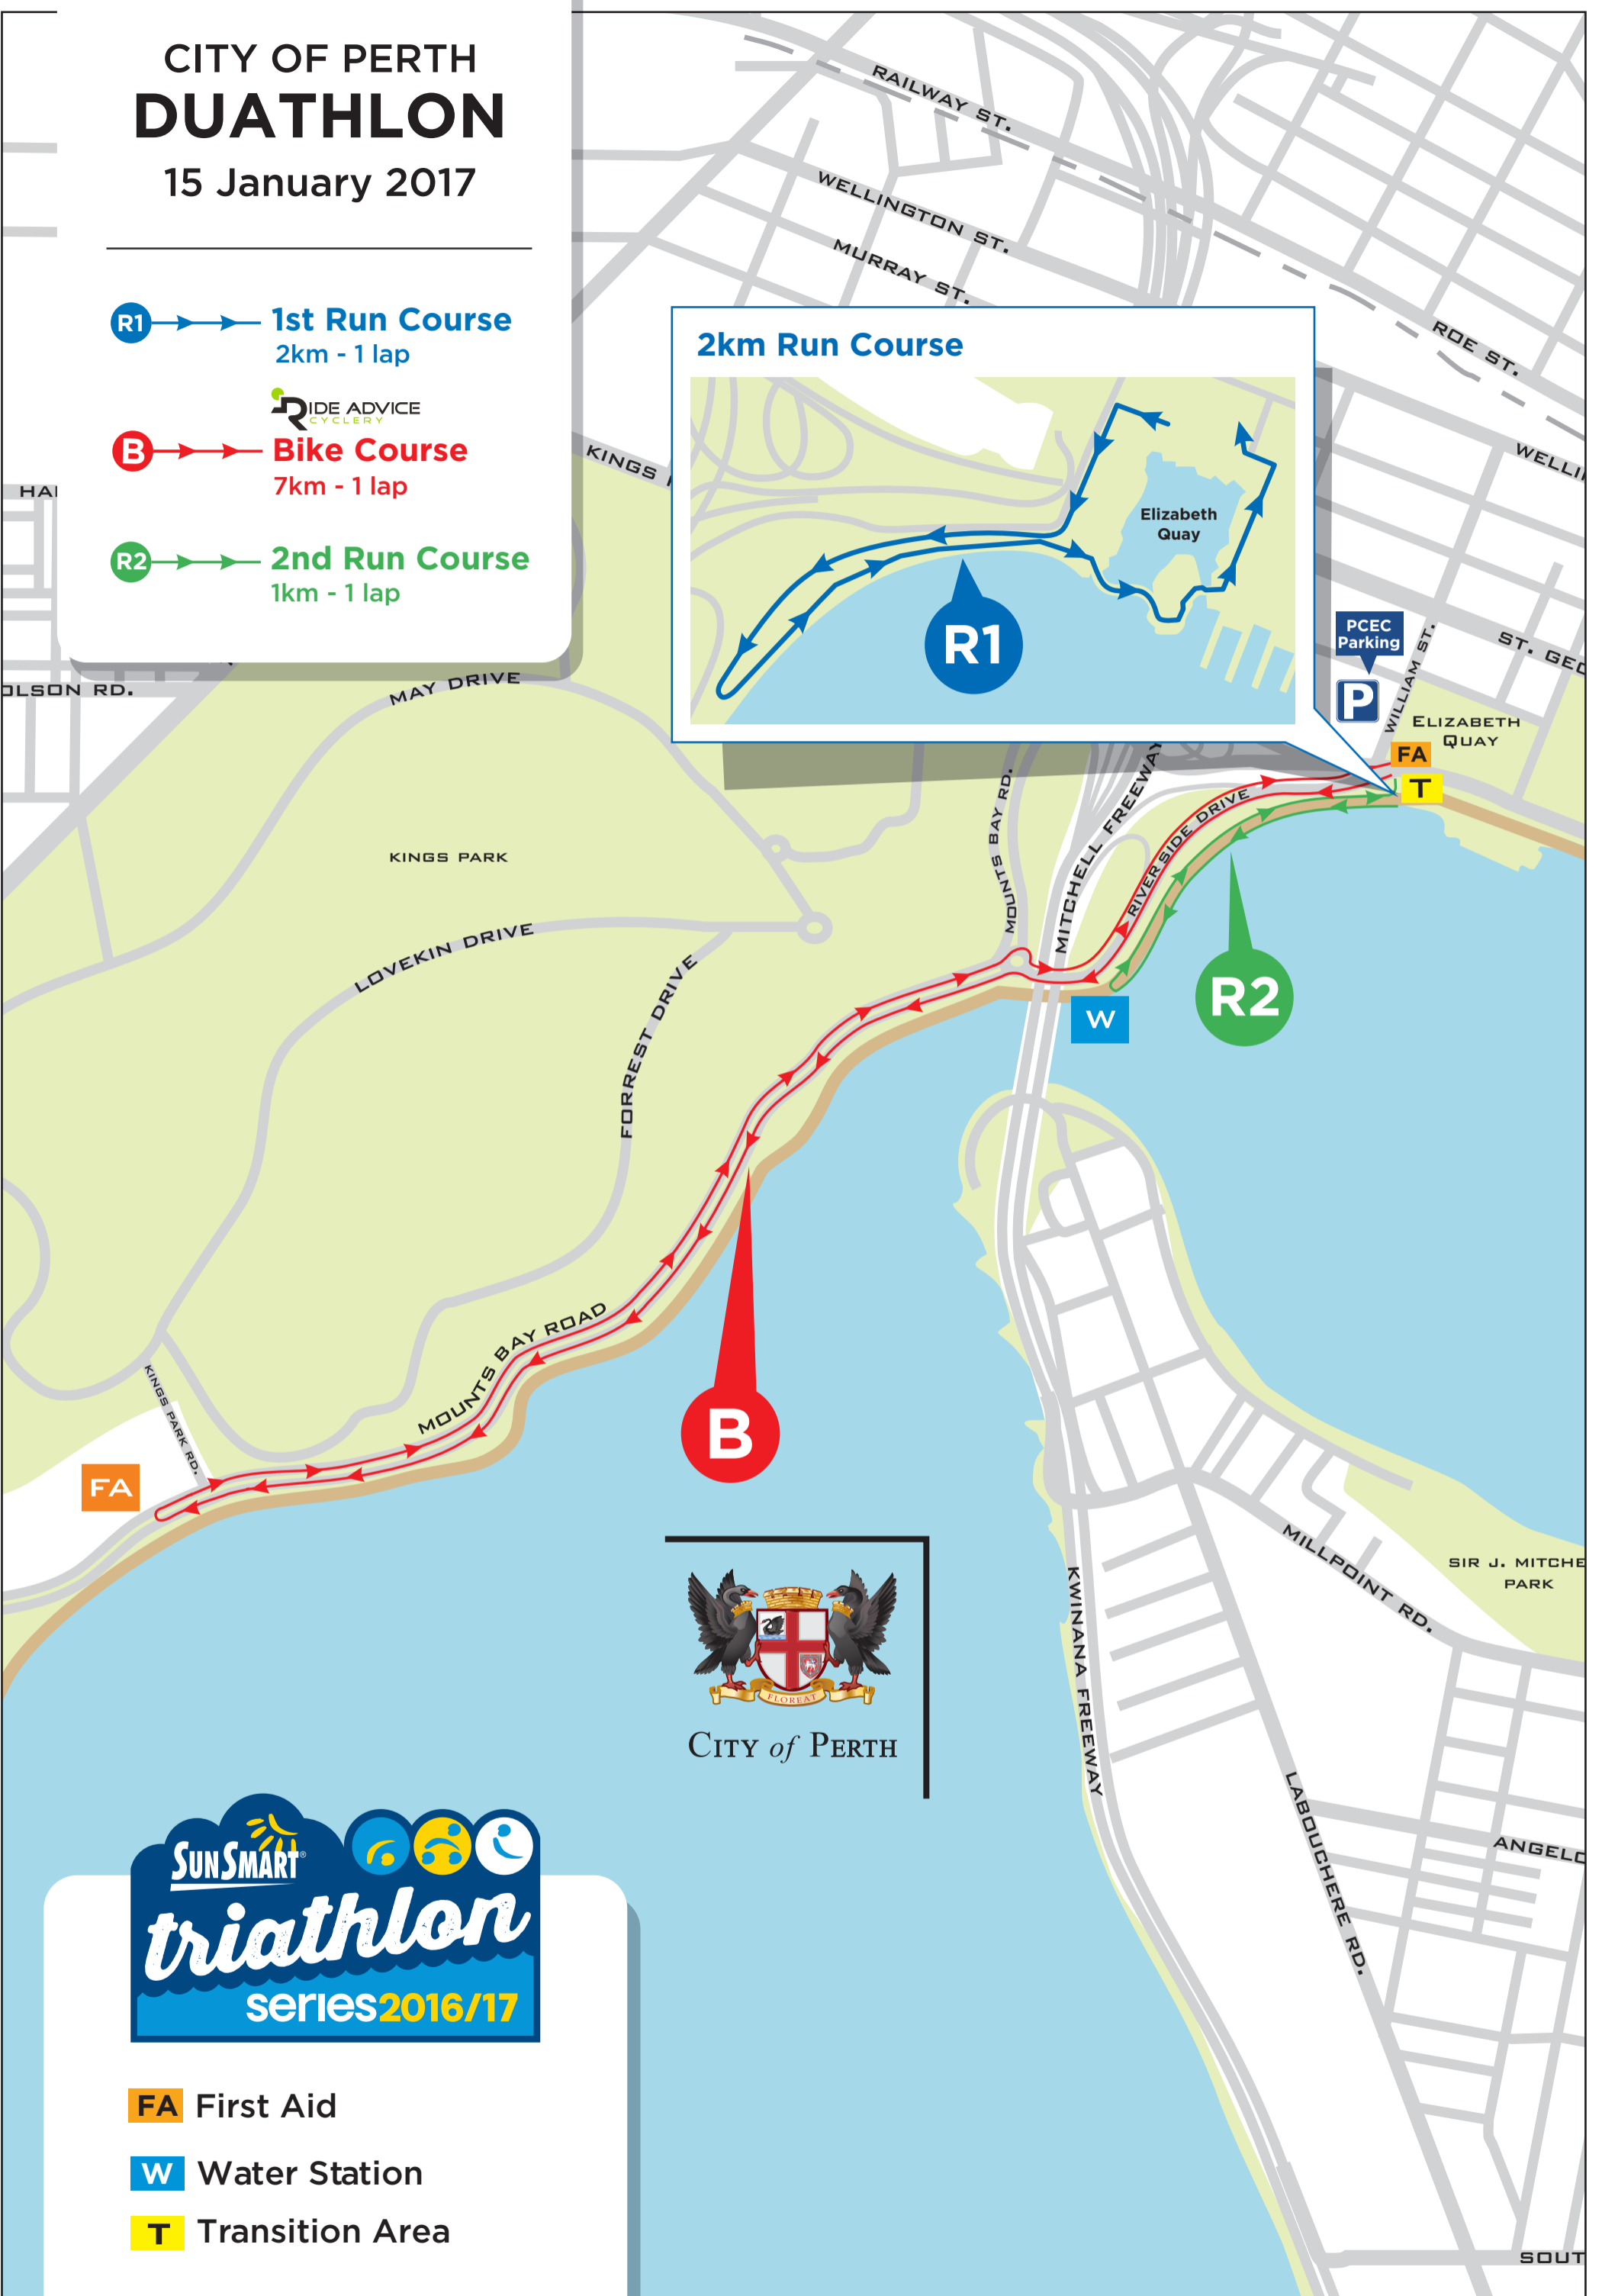 CITY OF PERTH
DUATHLON
15 January 2017
R1
1st Run Course
2km - 1 lap
RIDE ADVICE
CYCLERY
B
Bike Course
7km - 1 lap
R2
2nd Run Course
1km - 1 lap
RAILWAY ST.
WELLINGTON ST.
MURRAY ST.
ROE ST.
KINGS
WELLI
HA
2km Run Course
Elizabeth
Quay
R1
PCEC
Parking
P
WILLIAM ST.
ST. GEO
OLSON RD.
MAY DRIVE
ELIZABETH
QUAY
FA
T
MOUNTS BAY RD.
MITCHELL FREEWAY
RIVERSIDE DRIVE
KINGS PARK
LOVEKIN DRIVE
FORREST DRIVE
R2
W
MOUNTS BAY ROAD
KINGS PARK RD.
B
FA
MILLPOINT RD.
SIR J. MITCHE
PARK
KWINANA FREEWAY
FLOREAT
CITY of PERTH
LABOUCHERE RD.
ANGELO
SUNSMART®
triathlon
series2016/17
FA First Aid
W Water Station
T Transition Area
SOUT